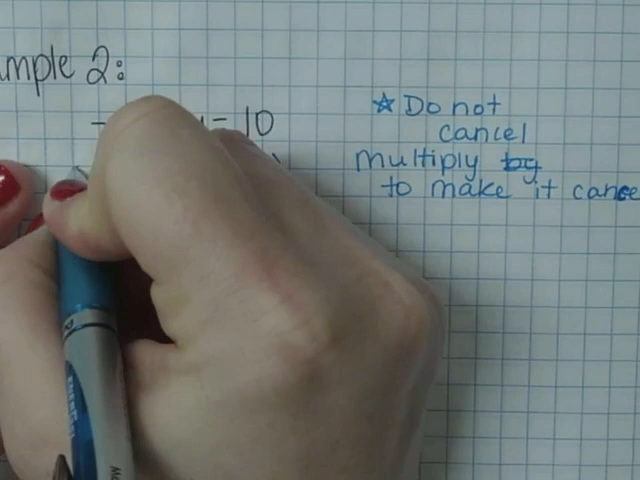 ample 2:
= 10
☆ Do not
cancel
multiply by
to make it cance